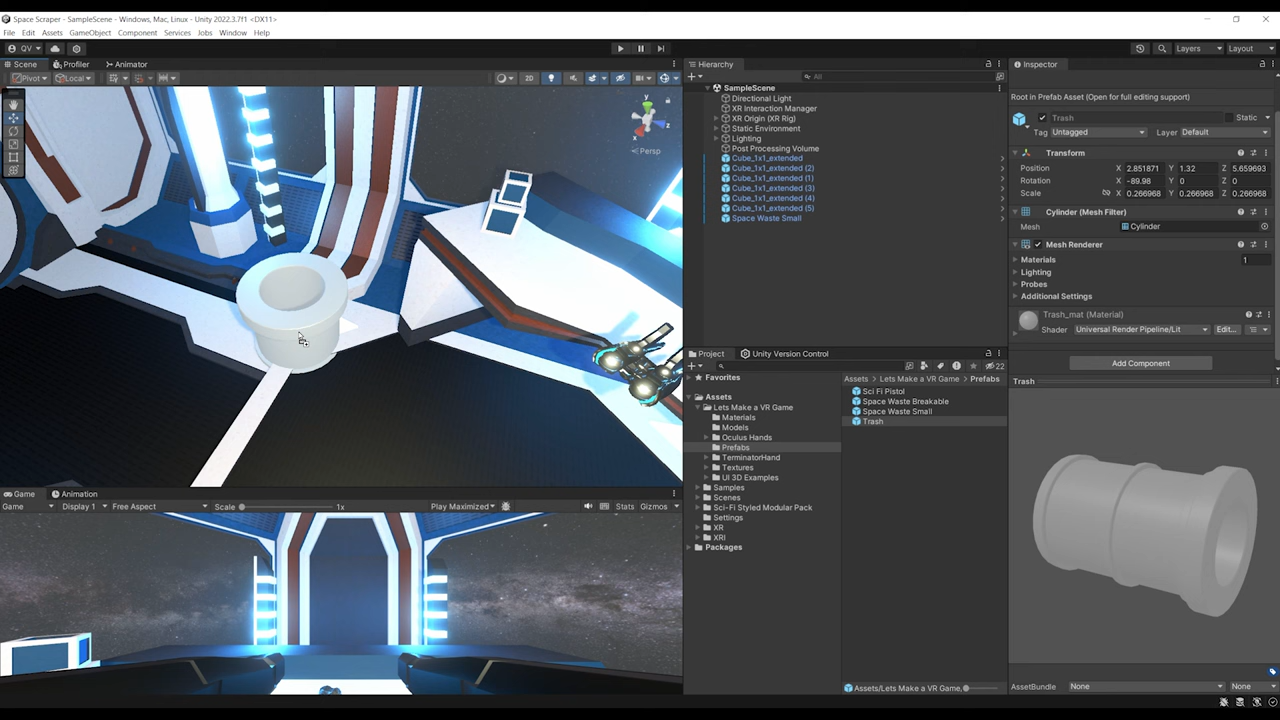 Space Scraper - SampleScene - Windows, Mac, Linux - Unity 2022.3.7f1 <DX11>
File Edit Assets GameObject Component Services Jobs Window Help
QV Layers Layout
Scene Profiler Animator
Pivot Local 2D
y
x
z
Persp
Game Animation
Game Display 1 Free Aspect Scale 1x Play Maximized Stats Gizmos
Hierarchy
All
SampleScene
Directional Light
XR Interaction Manager
XR Origin (XR Rig)
Static Environment
Lighting
Post Processing Volume
Cube_1x1_extended
Cube_1x1_extended (2)
Cube_1x1_extended (1)
Cube_1x1_extended (3)
Cube_1x1_extended (4)
Cube_1x1_extended (5)
Space Waste Small
Project Unity Version Control
22
Favorites
Assets
Lets Make a VR Game
Materials
Models
Oculus Hands
Prefabs
TerminatorHand
Textures
UI 3D Examples
Samples
Scenes
Sci-Fi Styled Modular Pack
Settings
XR
XRI
Packages
Assets > Lets Make a VR Game > Prefabs
Sci Fi Pistol
Space Waste Breakable
Space Waste Small
Trash
Assets/Lets Make a VR Game,
Inspector
Root in Prefab Asset (Open for full editing support)
Trash Static
Tag Untagged Layer Default
Transform
Position X 2.851871 Y 1.32 Z 5.659693
Rotation X -89.98 Y 0 Z 0
Scale X 0.266968 Y 0.266968 Z 0.266968
Cylinder (Mesh Filter)
Mesh Cylinder
Mesh Renderer
Materials 1
Lighting
Probes
Additional Settings
Trash_mat (Material)
Shader Universal Render Pipeline/Lit Edit...
Add Component
Trash
AssetBundle None None